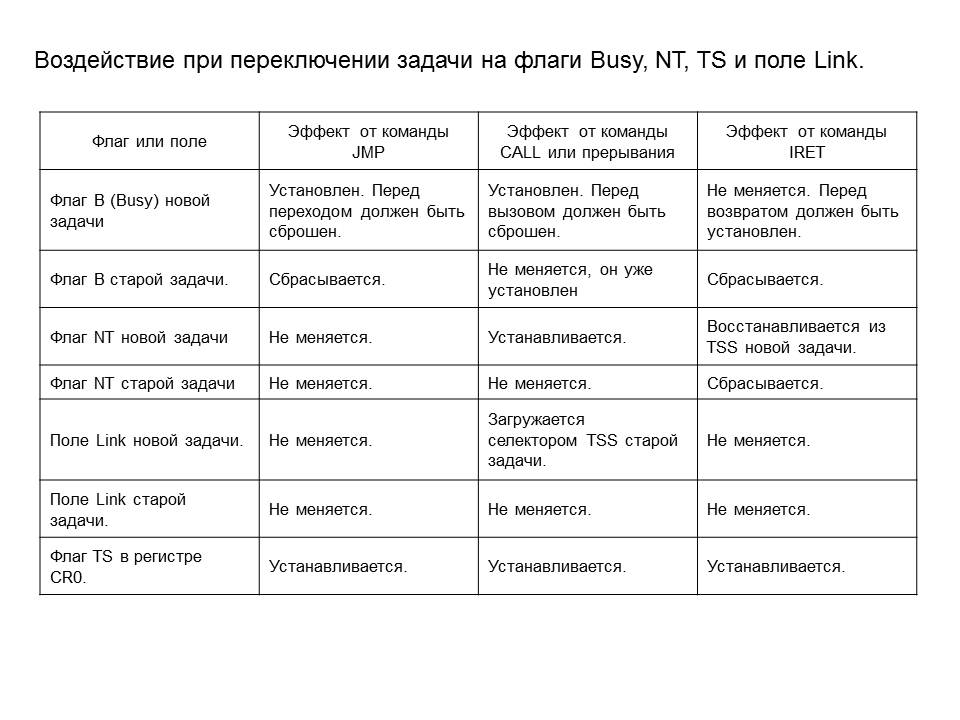 Воздействие при переключении задачи на флаги Busy, NT, TS и поле Link.
Флаг или поле
Эффект от команды
JMP
Эффект от команды
CALL или прерывания
Эффект от команды
IRET
Флаг B (Busy) новой
задачи
Установлен. Перед
переходом должен быть
сброшен.
Установлен. Перед
вызовом должен быть
сброшен.
Не меняется. Перед
возвратом должен быть
установлен.
Флаг B старой задачи.
Сбрасывается.
Не меняется, он уже
установлен
Сбрасывается.
Флаг NT новой задачи
Не меняется.
Устанавливается.
Восстанавливается из
TSS новой задачи.
Флаг NT старой задачи
Не меняется.
Не меняется.
Сбрасывается.
Поле Link новой задачи.
Не меняется.
Загружается
селектором TSS старой
задачи.
Не меняется.
Поле Link старой
задачи.
Не меняется.
Не меняется.
Не меняется.
Флаг TS в регистре
CR0.
Устанавливается.
Устанавливается.
Устанавливается.